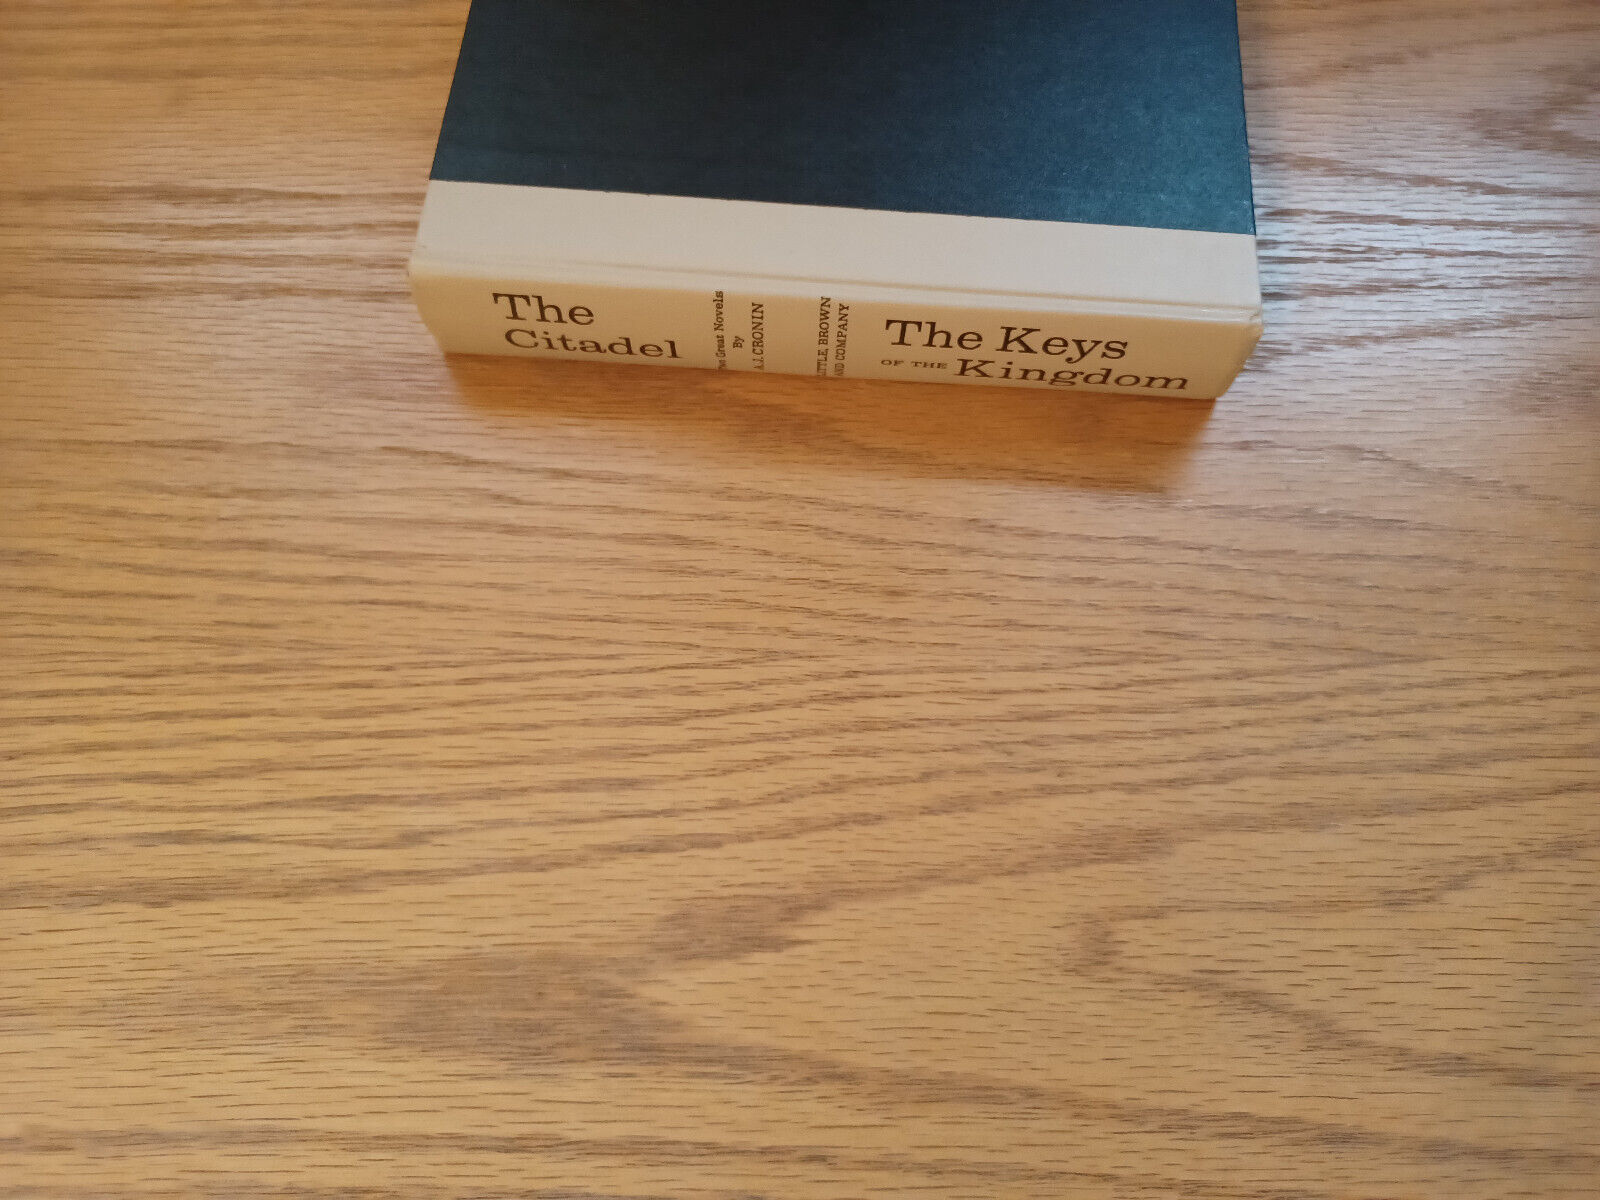 The
Citadel
Two Great Novels
By
A.J. CRONIN
LITTLE, BROWN
AND COMPANY
The Keys
OF THE Kingdom